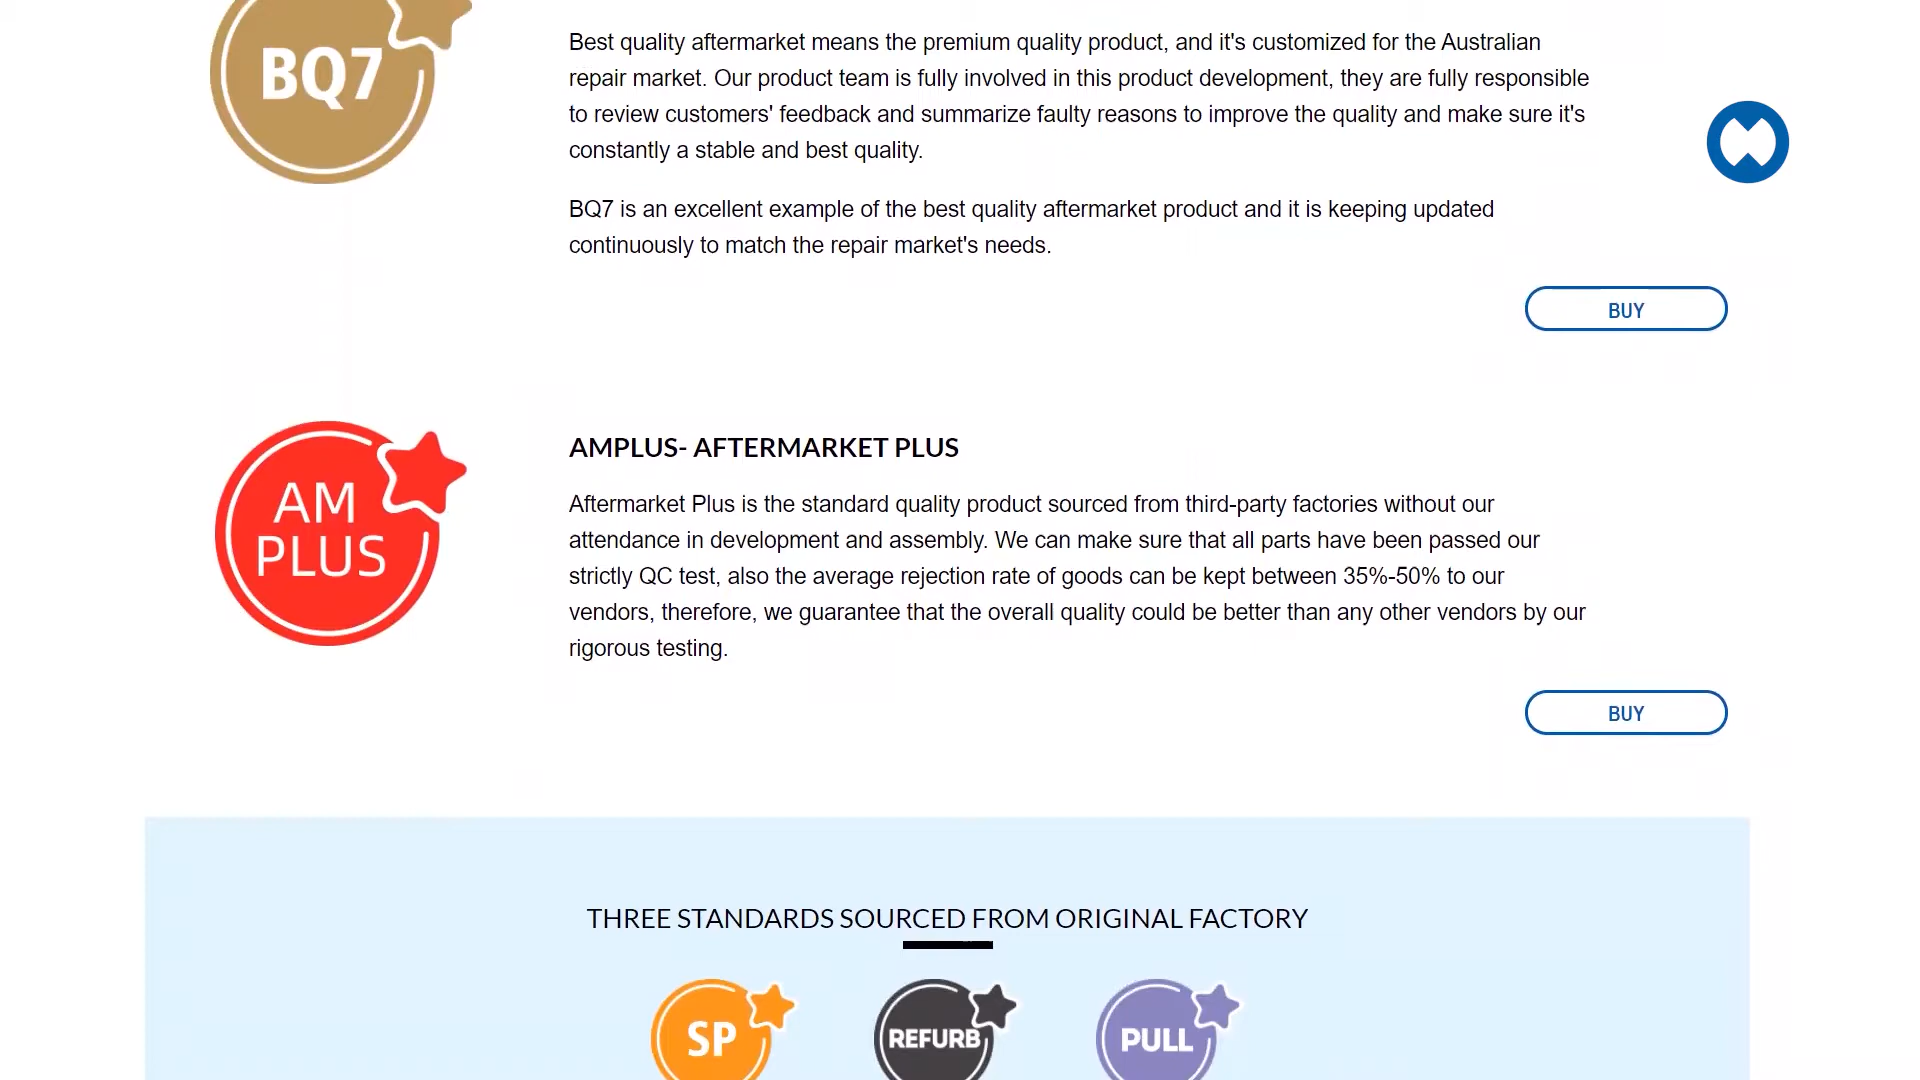 BQ7
Best quality aftermarket means the premium quality product, and it's customized for the Australian
repair market. Our product team is fully involved in this product development, they are fully responsible
to review customers' feedback and summarize faulty reasons to improve the quality and make sure it's
constantly a stable and best quality.
BQ7 is an excellent example of the best quality aftermarket product and it is keeping updated
continuously to match the repair market's needs.
BUY
AM
PLUS
AMPLUS- AFTERMARKET PLUS
Aftermarket Plus is the standard quality product sourced from third-party factories without our
attendance in development and assembly. We can make sure that all parts have been passed our
strictly QC test, also the average rejection rate of goods can be kept between 35%-50% to our
vendors, therefore, we guarantee that the overall quality could be better than any other vendors by our
rigorous testing.
BUY
THREE STANDARDS SOURCED FROM ORIGINAL FACTORY
SP
REFURB
PULL